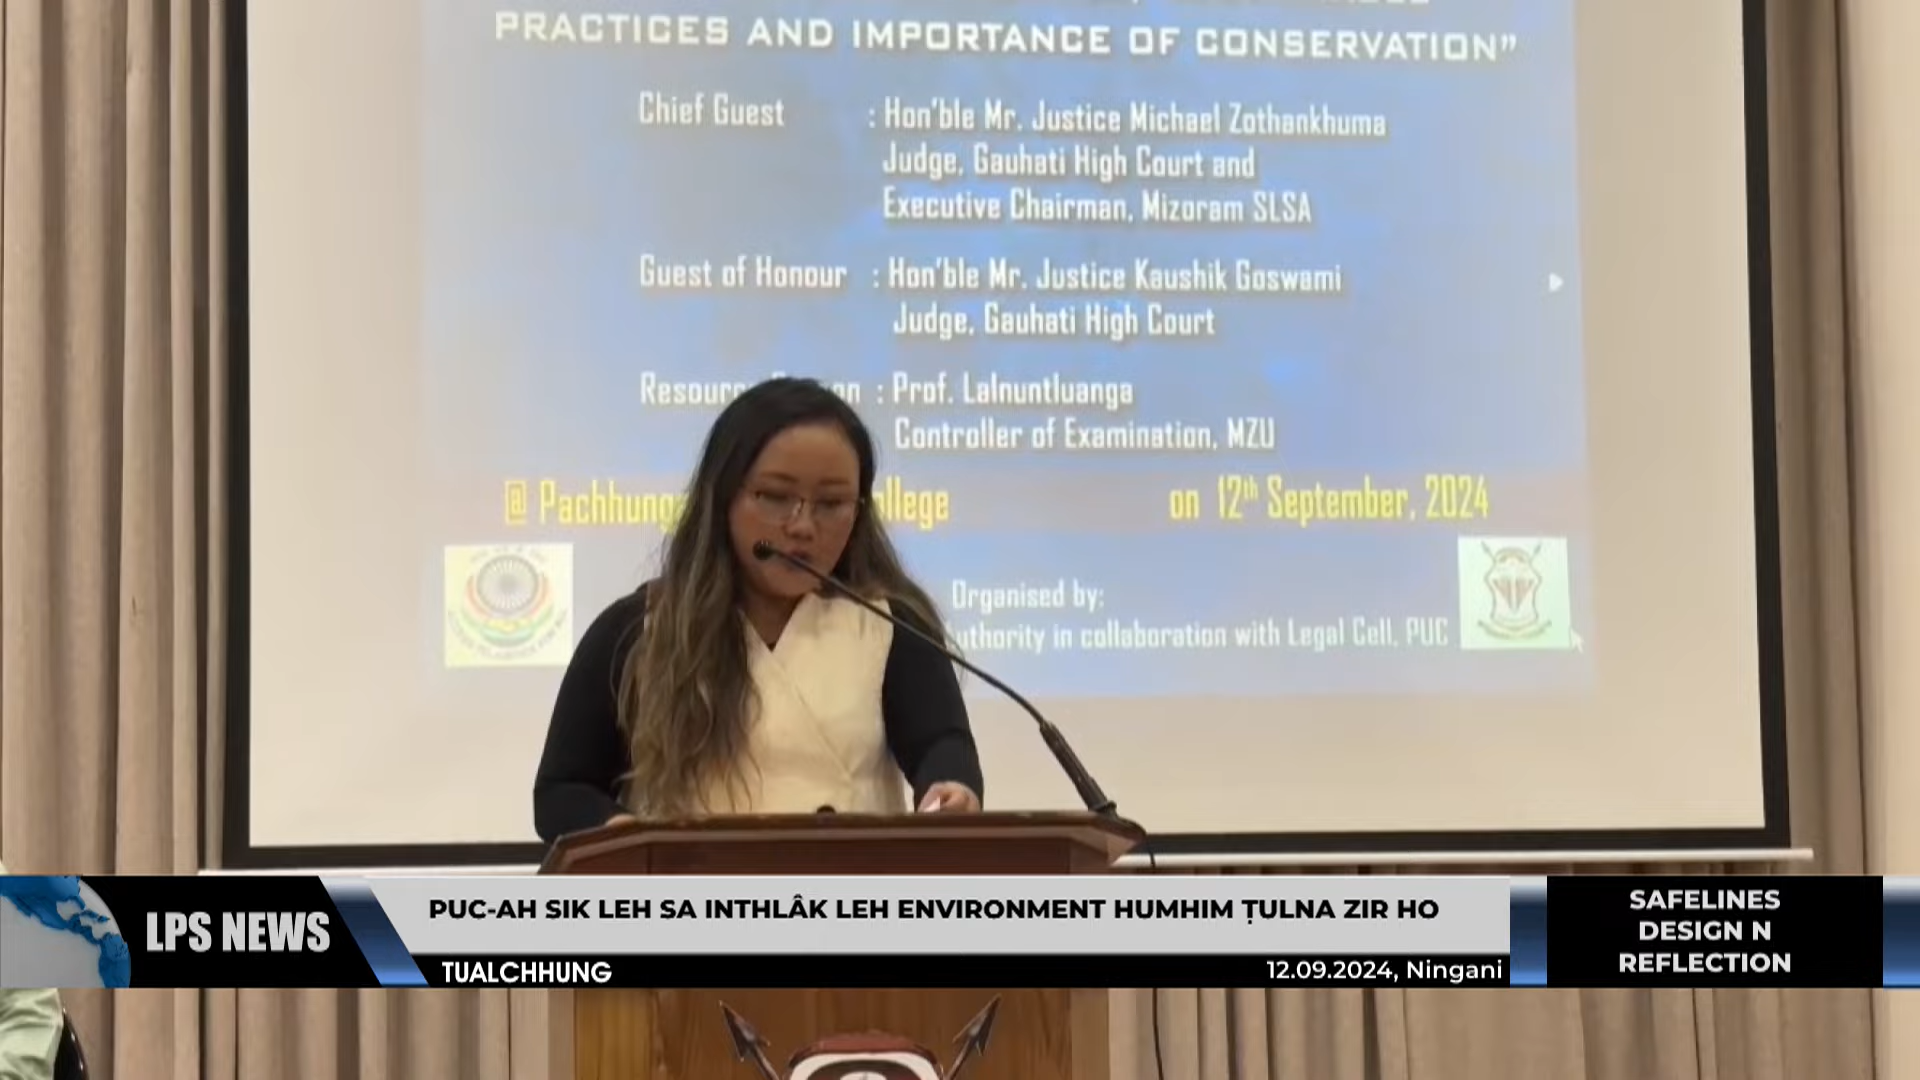 PRACTICES AND IMPORTANCE OF CONSERVATION”
Chief Guest : Hon'ble Mr. Justice Michael Zothankhuma
Judge, Gauhati High Court and
Executive Chairman, Mizoram SLSA
Guest of Honour : Hon'ble Mr. Justice Kaushik Goswami
Judge, Gauhati High Court
: Prof. Lalnuntluanga
Controller of Examination, MZU
@ on 12th September, 2024
Organised by:
in collaboration with Legal Cell, PUC
LPS NEWS
PUC-AH SIK LEH SA INTHLÂK LEH ENVIRONMENT HUMHIM ṬULNA ZIR HO
TUALCHHUNG
12.09.2024, Ningani
SAFELINES
DESIGN N
REFLECTION